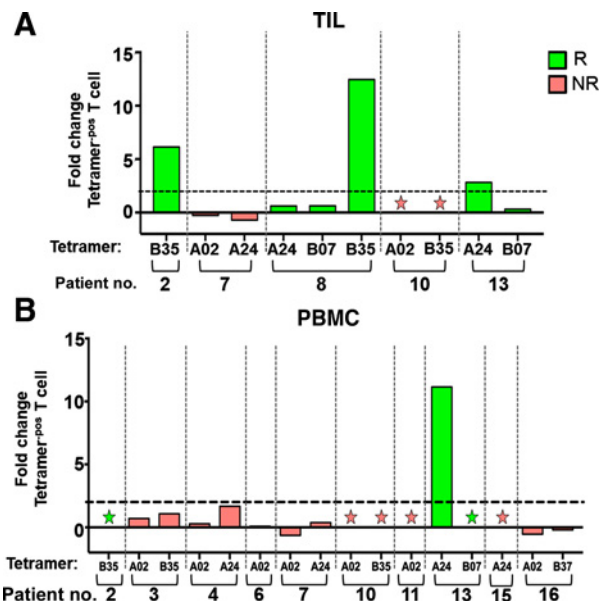 A
TIL
R
NR
Fold change
Tetramer-pos T cell
15
10
5
0
Tetramer: B35 A02 A24 A24 B07 B35 A02 B35 A24 B07
Patient no. 2 7 8 10 13
B
PBMC
Fold change
Tetramer-pos T cell
15
10
5
0
Tetramer: B35 A02 B35 A02 A24 A02 A02 A24 A02 B35 A02 A24 B07 A24 A02 B37
Patient no. 2 3 4 6 7 10 11 13 15 16